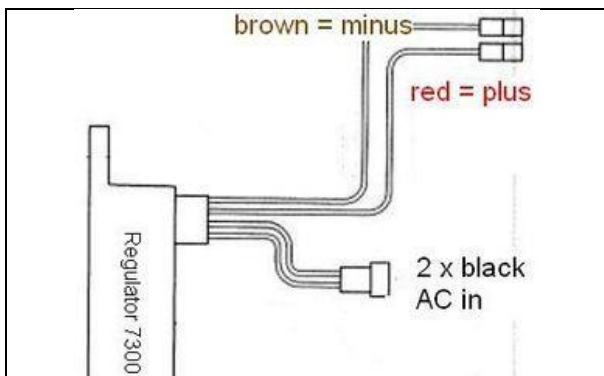 brown = minus
red = plus
2 x black
AC in
Regulator 7300